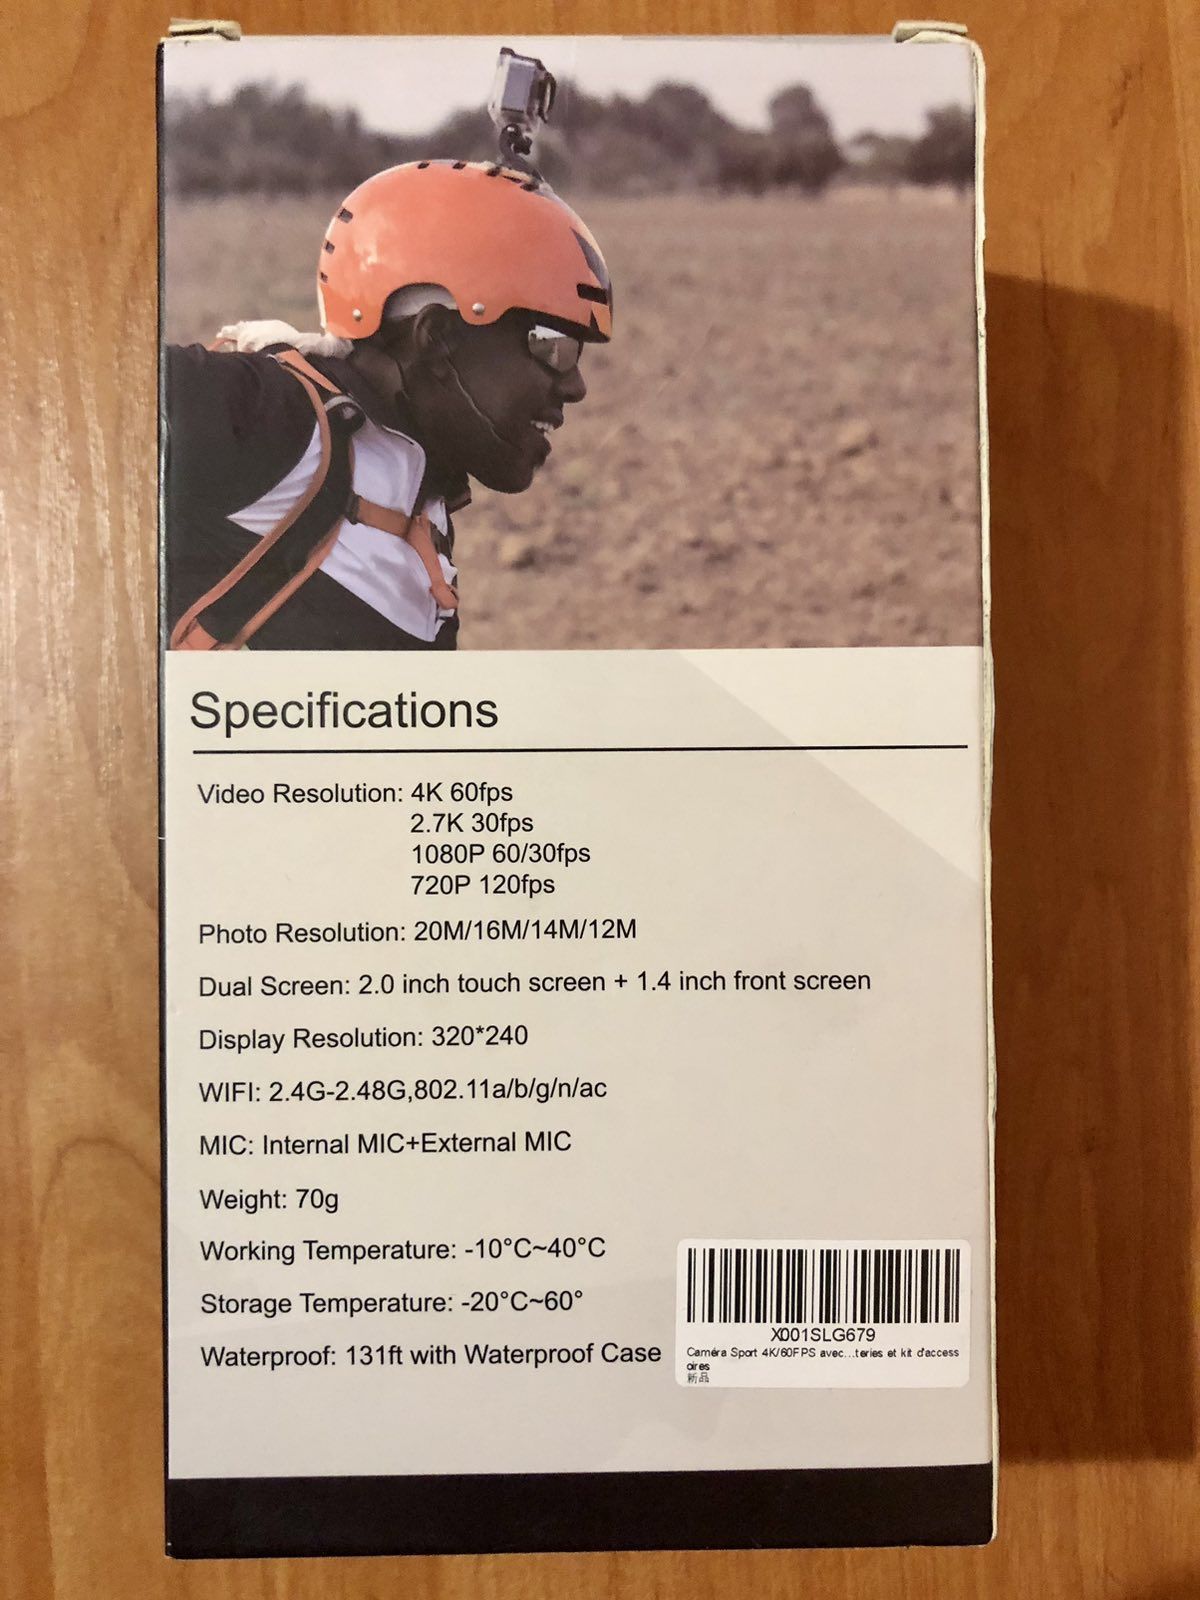 Specifications
Video Resolution: 4K 60fps
2.7K 30fps
1080P 60/30fps
720P 120fps
Photo Resolution: 20M/16M/14M/12M
Dual Screen: 2.0 inch touch screen + 1.4 inch front screen
Display Resolution: 320*240
WIFI: 2.4G-2.48G,802.11a/b/g/n/ac
MIC: Internal MIC+External MIC
Weight: 70g
Working Temperature: -10°C~40°C
Storage Temperature: -20°C~60°
Waterproof: 131ft with Waterproof Case
X001SLG679
Caméra Sport 4K/60FPS avec...teries et kit d'access
oires
新品